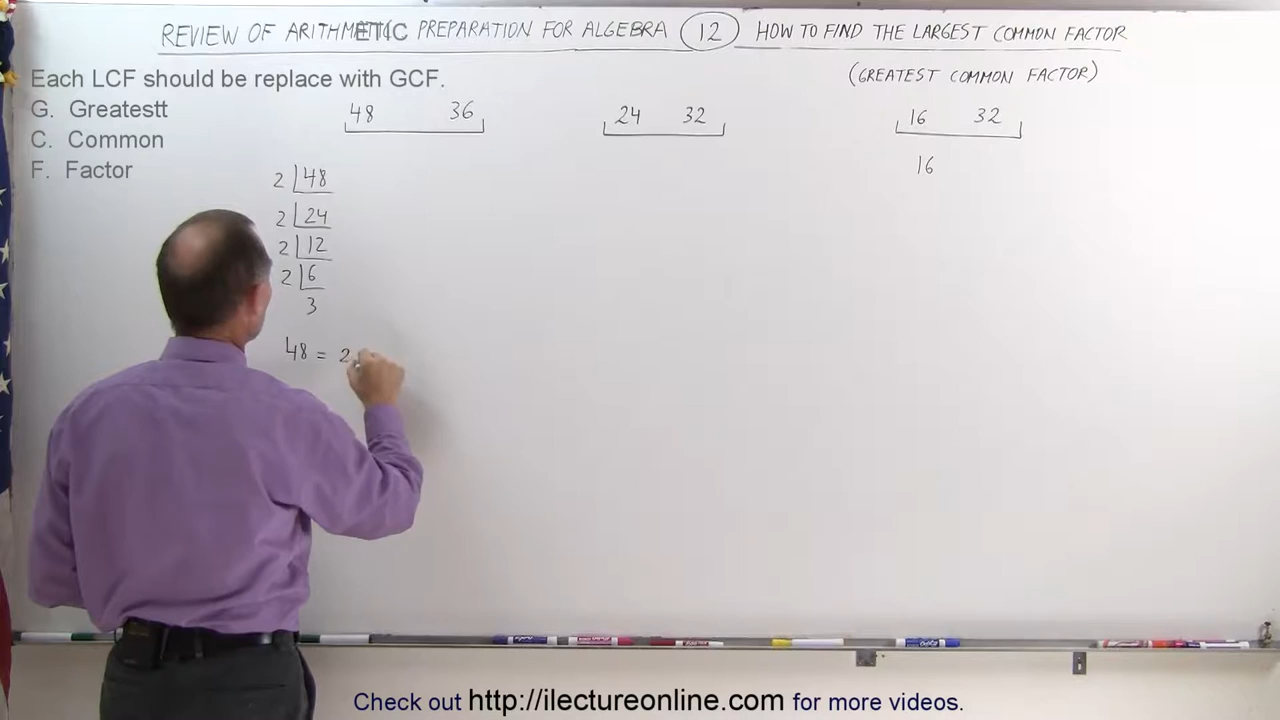 REVIEW OF ARITHMETIC PREPARATION FOR ALGEBRA 12 HOW TO FIND THE LARGEST COMMON FACTOR
(GREATEST COMMON FACTOR)
Each LCF should be replace with GCF.
G. Greatestt
C. Common
F. Factor
48 36
24 32
16 32
16
2 48
2 24
2 12
2 6
3
48 = 2
Check out http://ilectureonline.com for more videos.